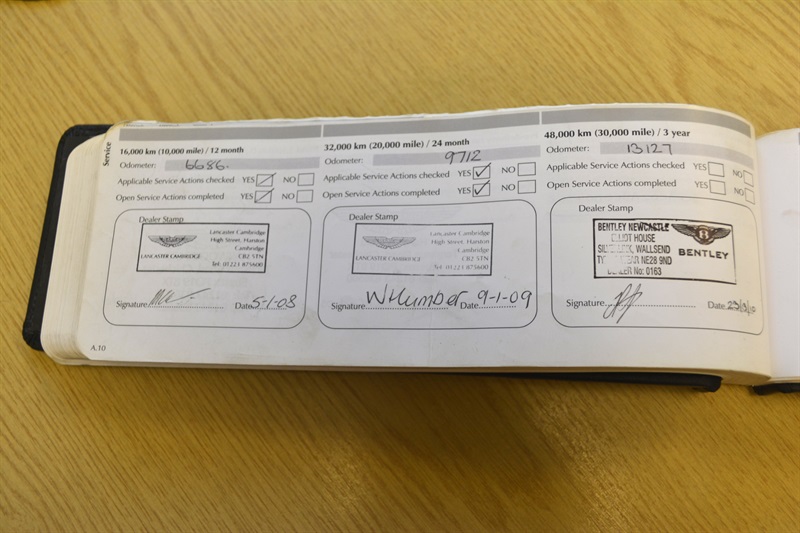 Service
16,000 km (10,000 mile) / 12 month
Odometer: 6686.
Applicable Service Actions checked YES NO
Open Service Actions completed YES NO
Dealer Stamp
LANCASTER CAMBRIDGE
Lancaster Cambridge
High Street, Harston
Cambridge
CB2 5TN
Tel: 01223 875600
Signature Date 5-1-08
A.10
32,000 km (20,000 mile) / 24 month
Odometer: 9712
Applicable Service Actions checked YES NO
Open Service Actions completed YES NO
Dealer Stamp
LANCASTER CAMBRIDGE
Lancaster Cambridge
High Street, Harston
Cambridge
CB2 5TN
Tel: 01223 875600
Signature Date 9-1-09
48,000 km (30,000 mile) / 3 year
Odometer: 13127
Applicable Service Actions checked YES NO
Open Service Actions completed YES NO
Dealer Stamp
BENTLEY NEWCASTLE
HOUSE
WALLSEND
NE28 9ND
No: 0163
B
BENTLEY
Signature Date